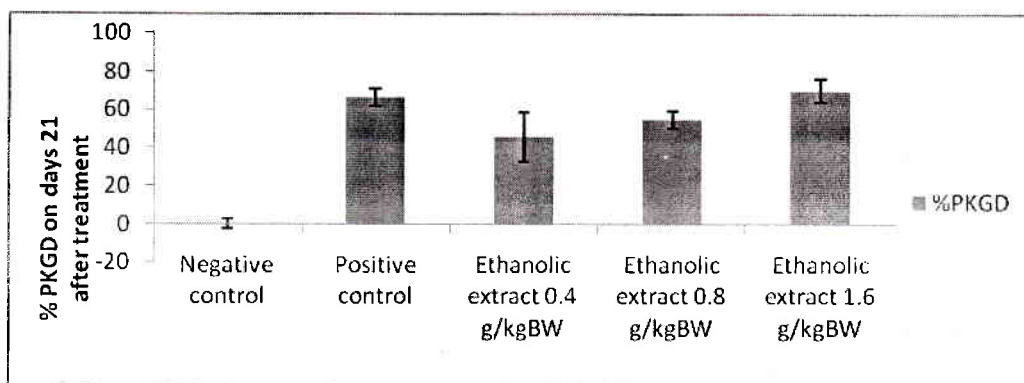 % PKGD on days 21
after treatment
100
80
60
40
20
0
-20
Negative
control
Positive
control
Ethanolic
extract 0.4
g/kgBW
Ethanolic
extract 0.8
g/kgBW
Ethanolic
extract 1.6
g/kgBW
%PKGD